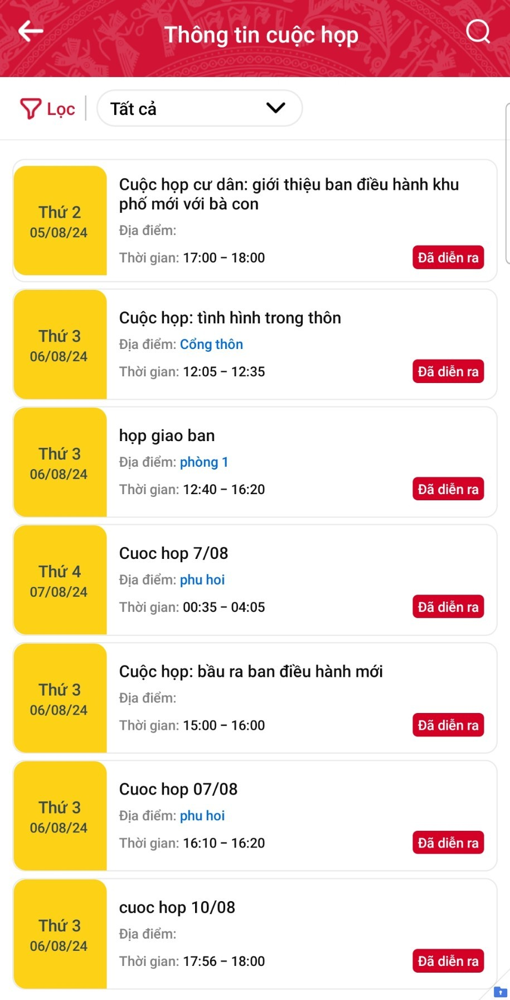 Thông tin cuộc họp
Lọc
Tất cả
Thứ 2
05/08/24
Cuộc họp cư dân: giới thiệu ban điều hành khu
phố mới với bà con
Địa điểm:
Thời gian: 17:00 – 18:00
Đã diễn ra
Thứ 3
06/08/24
Cuộc họp: tình hình trong thôn
Địa điểm: Cổng thôn
Thời gian: 12:05 – 12:35
Đã diễn ra
Thứ 3
06/08/24
họp giao ban
Địa điểm: phòng 1
Thời gian: 12:40 – 16:20
Đã diễn ra
Thứ 4
07/08/24
Cuoc hop 7/08
Địa điểm: phu hoi
Thời gian: 00:35 – 04:05
Đã diễn ra
Thứ 3
06/08/24
Cuộc họp: bầu ra ban điều hành mới
Địa điểm:
Thời gian: 15:00 – 16:00
Đã diễn ra
Thứ 3
06/08/24
Cuoc hop 07/08
Địa điểm: phu hoi
Thời gian: 16:10 – 16:20
Đã diễn ra
Thứ 3
06/08/24
cuoc hop 10/08
Địa điểm:
Thời gian: 17:56 – 18:00
Đã diễn ra